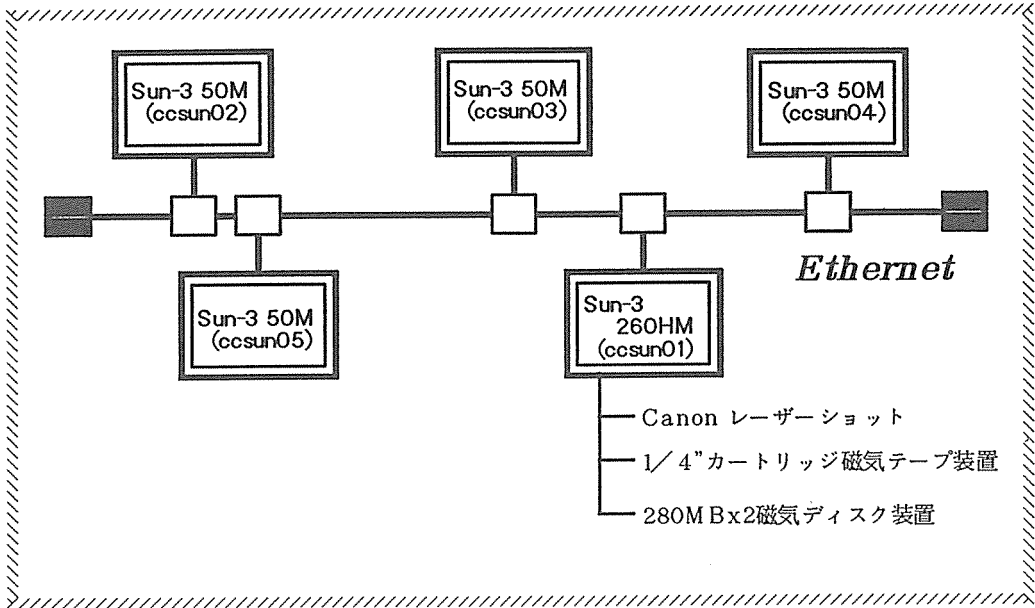 Sun-3 50M
(ccsun02)
Sun-3 50M
(ccsun03)
Sun-3 50M
(ccsun04)
Ethernet
Sun-3 50M
(ccsun05)
Sun-3
260HM
(ccsun01)
Canon レーザーショット
1/4”カートリッジ磁気テープ装置
280MBx2磁気ディスク装置